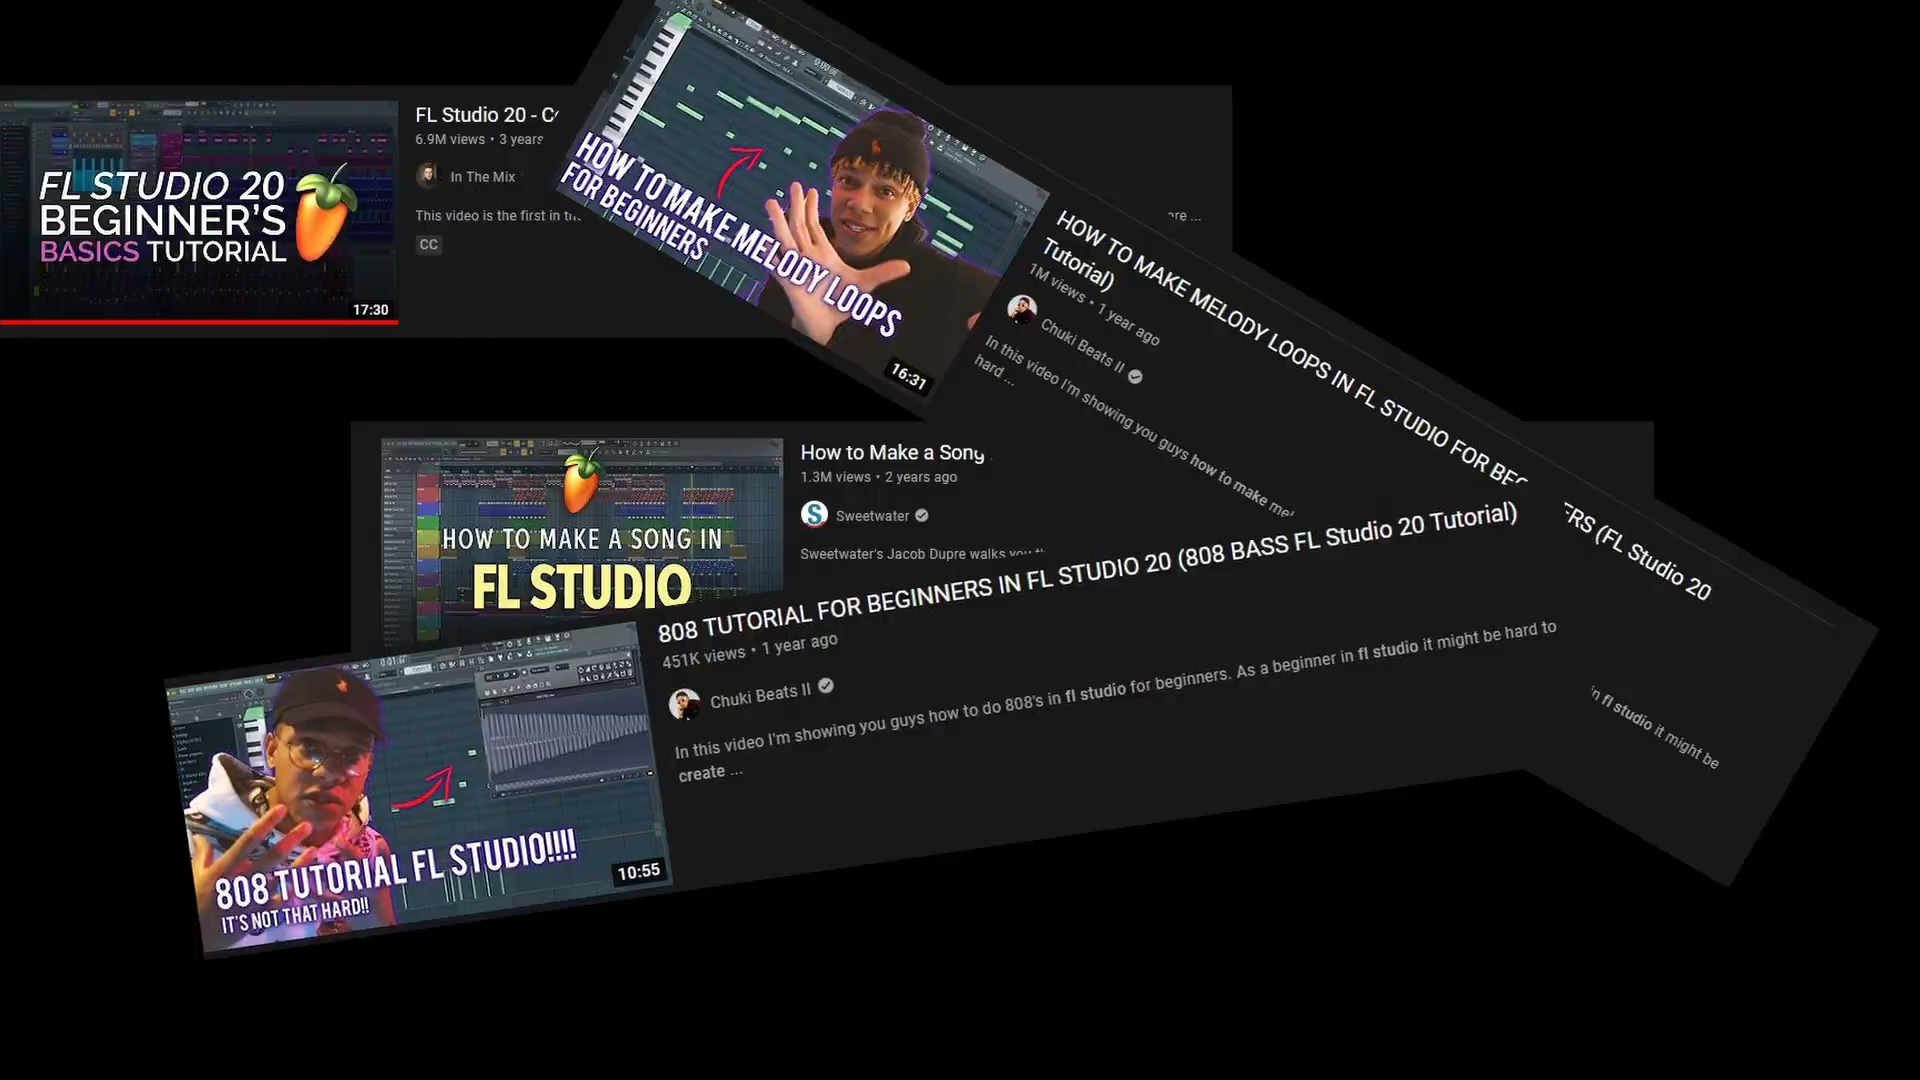 FL STUDIO 20
BEGINNER'S
BASICS TUTORIAL
17:30
FL Studio 20 -
6.9M views • 3 years
In The Mix
This video is the first in
CC
HOW TO MAKE MELODY LOOPS
FOR BEGINNERS
16:31
HOW TO MAKE MELODY LOOPS IN FL STUDIO FOR
(FL Studio 20
Tutorial)
1M views • 1 year ago
Chuki Beats II
In this video I'm showing you guys how to make
in fl studio it might be
hard ...
HOW TO MAKE A SONG IN
FL STUDIO
How to Make a Song
1.3M views • 2 years ago
Sweetwater
Sweetwater's Jacob Dupre walks you
808 TUTORIAL FL STUDIO!!!!
IT'S NOT THAT HARD!!
10:55
808 TUTORIAL FOR BEGINNERS IN FL STUDIO 20 (808 BASS FL Studio 20 Tutorial)
451K views • 1 year ago
Chuki Beats II
In this video I'm showing you guys how to do 808's in fl studio for beginners. As a beginner in fl studio it might be hard to
create ...